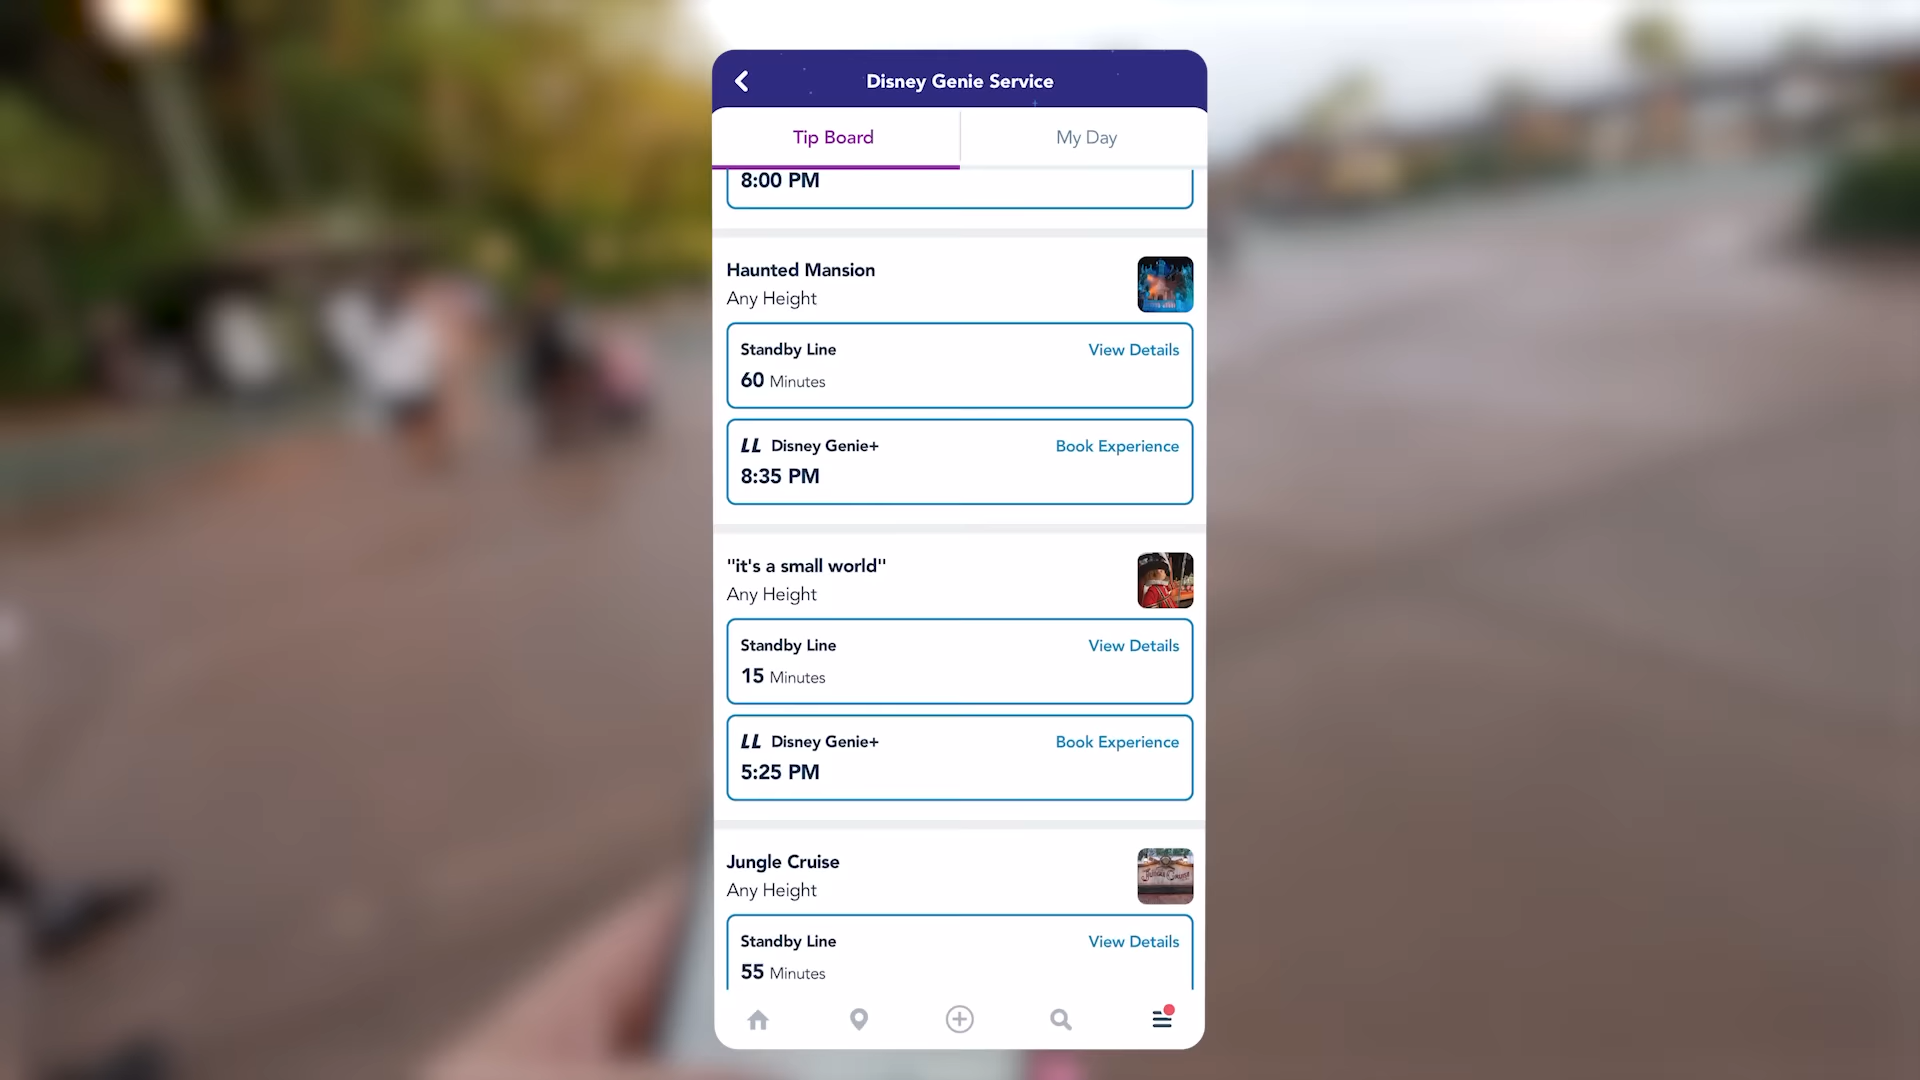 Disney Genie Service
Tip Board
My Day
8:00 PM
Haunted Mansion
Any Height
Standby Line
View Details
60 Minutes
LL Disney Genie+
Book Experience
8:35 PM
"it's a small world"
Any Height
Standby Line
View Details
15 Minutes
LL Disney Genie+
Book Experience
5:25 PM
Jungle Cruise
Any Height
Jungle Cruise
Standby Line
View Details
55 Minutes